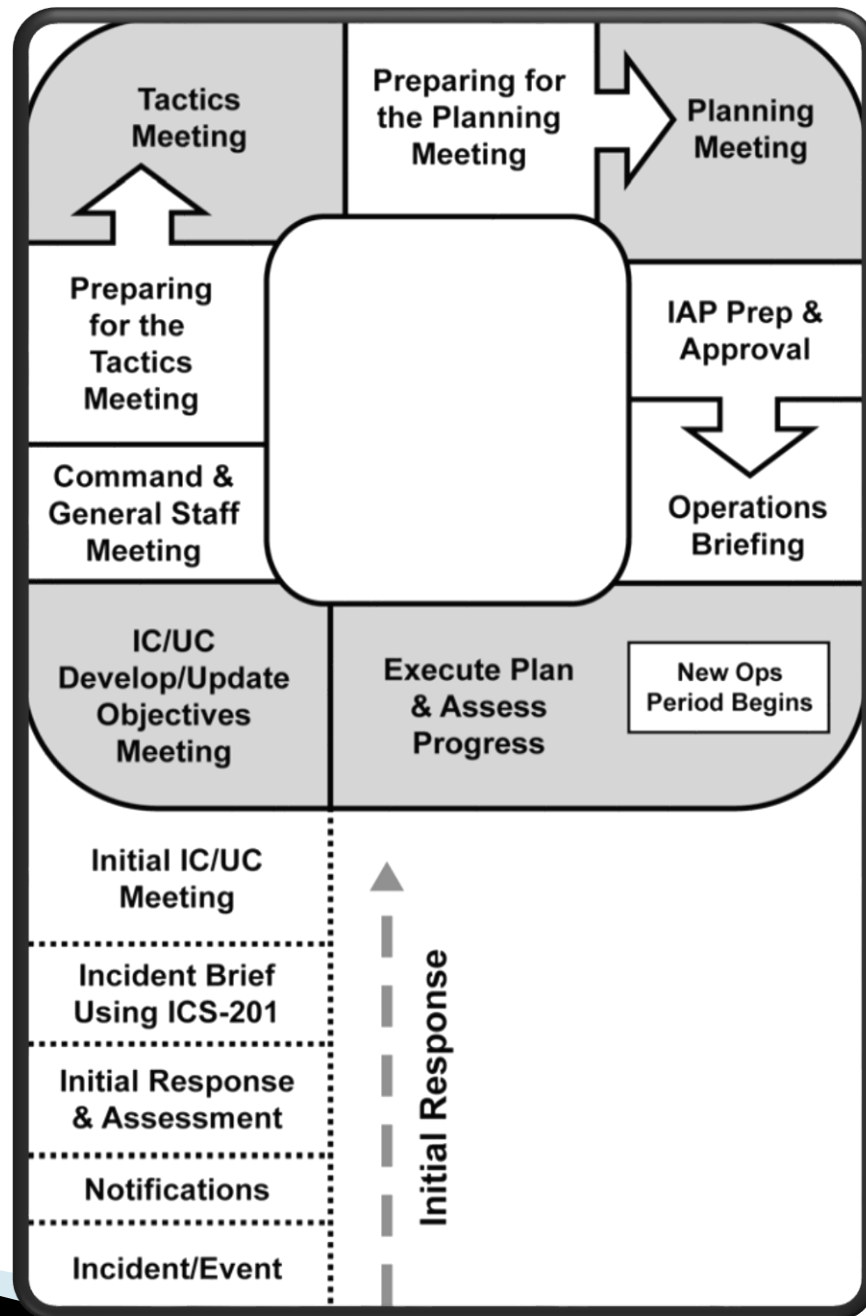 Tactics
Meeting
Preparing for
the Planning
Meeting
Planning
Meeting
Preparing
for the
Tactics
Meeting
IAP Prep &
Approval
Command &
General Staff
Meeting
Operations
Briefing
IC/UC
Develop/Update
Objectives
Meeting
Execute Plan
& Assess
Progress
New Ops
Period Begins
Initial IC/UC
Meeting
Incident Brief
Using ICS-201
Initial Response
& Assessment
Notifications
Incident/Event
Initial Response